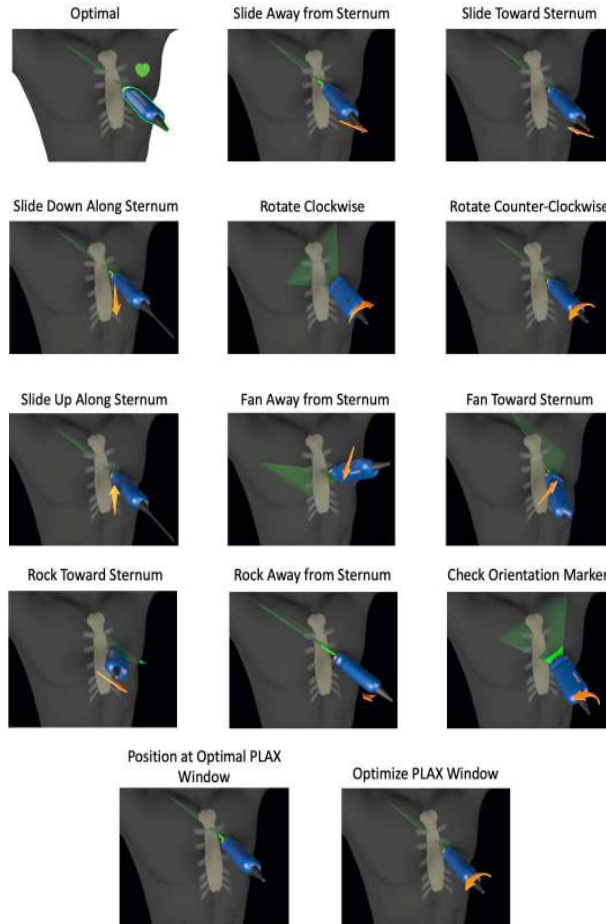 Optimal
Slide Away from Sternum
Slide Toward Sternum
Slide Down Along Sternum
Rotate Clockwise
Rotate Counter-Clockwise
Slide Up Along Sternum
Fan Away from Sternum
Fan Toward Sternum
Rock Toward Sternum
Rock Away from Sternum
Check Orientation Marker
Position at Optimal PLAX
Window
Optimize PLAX Window